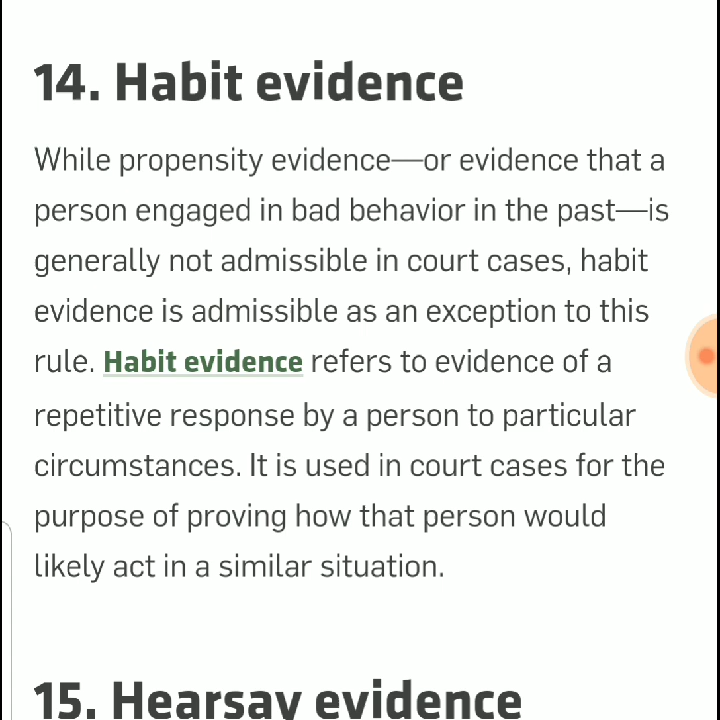 14. Habit evidence
While propensity evidence—or evidence that a
person engaged in bad behavior in the past—is
generally not admissible in court cases, habit
evidence is admissible as an exception to this
rule. Habit evidence refers to evidence of a
repetitive response by a person to particular
circumstances. It is used in court cases for the
purpose of proving how that person would
likely act in a similar situation.
15. Hearsay evidence